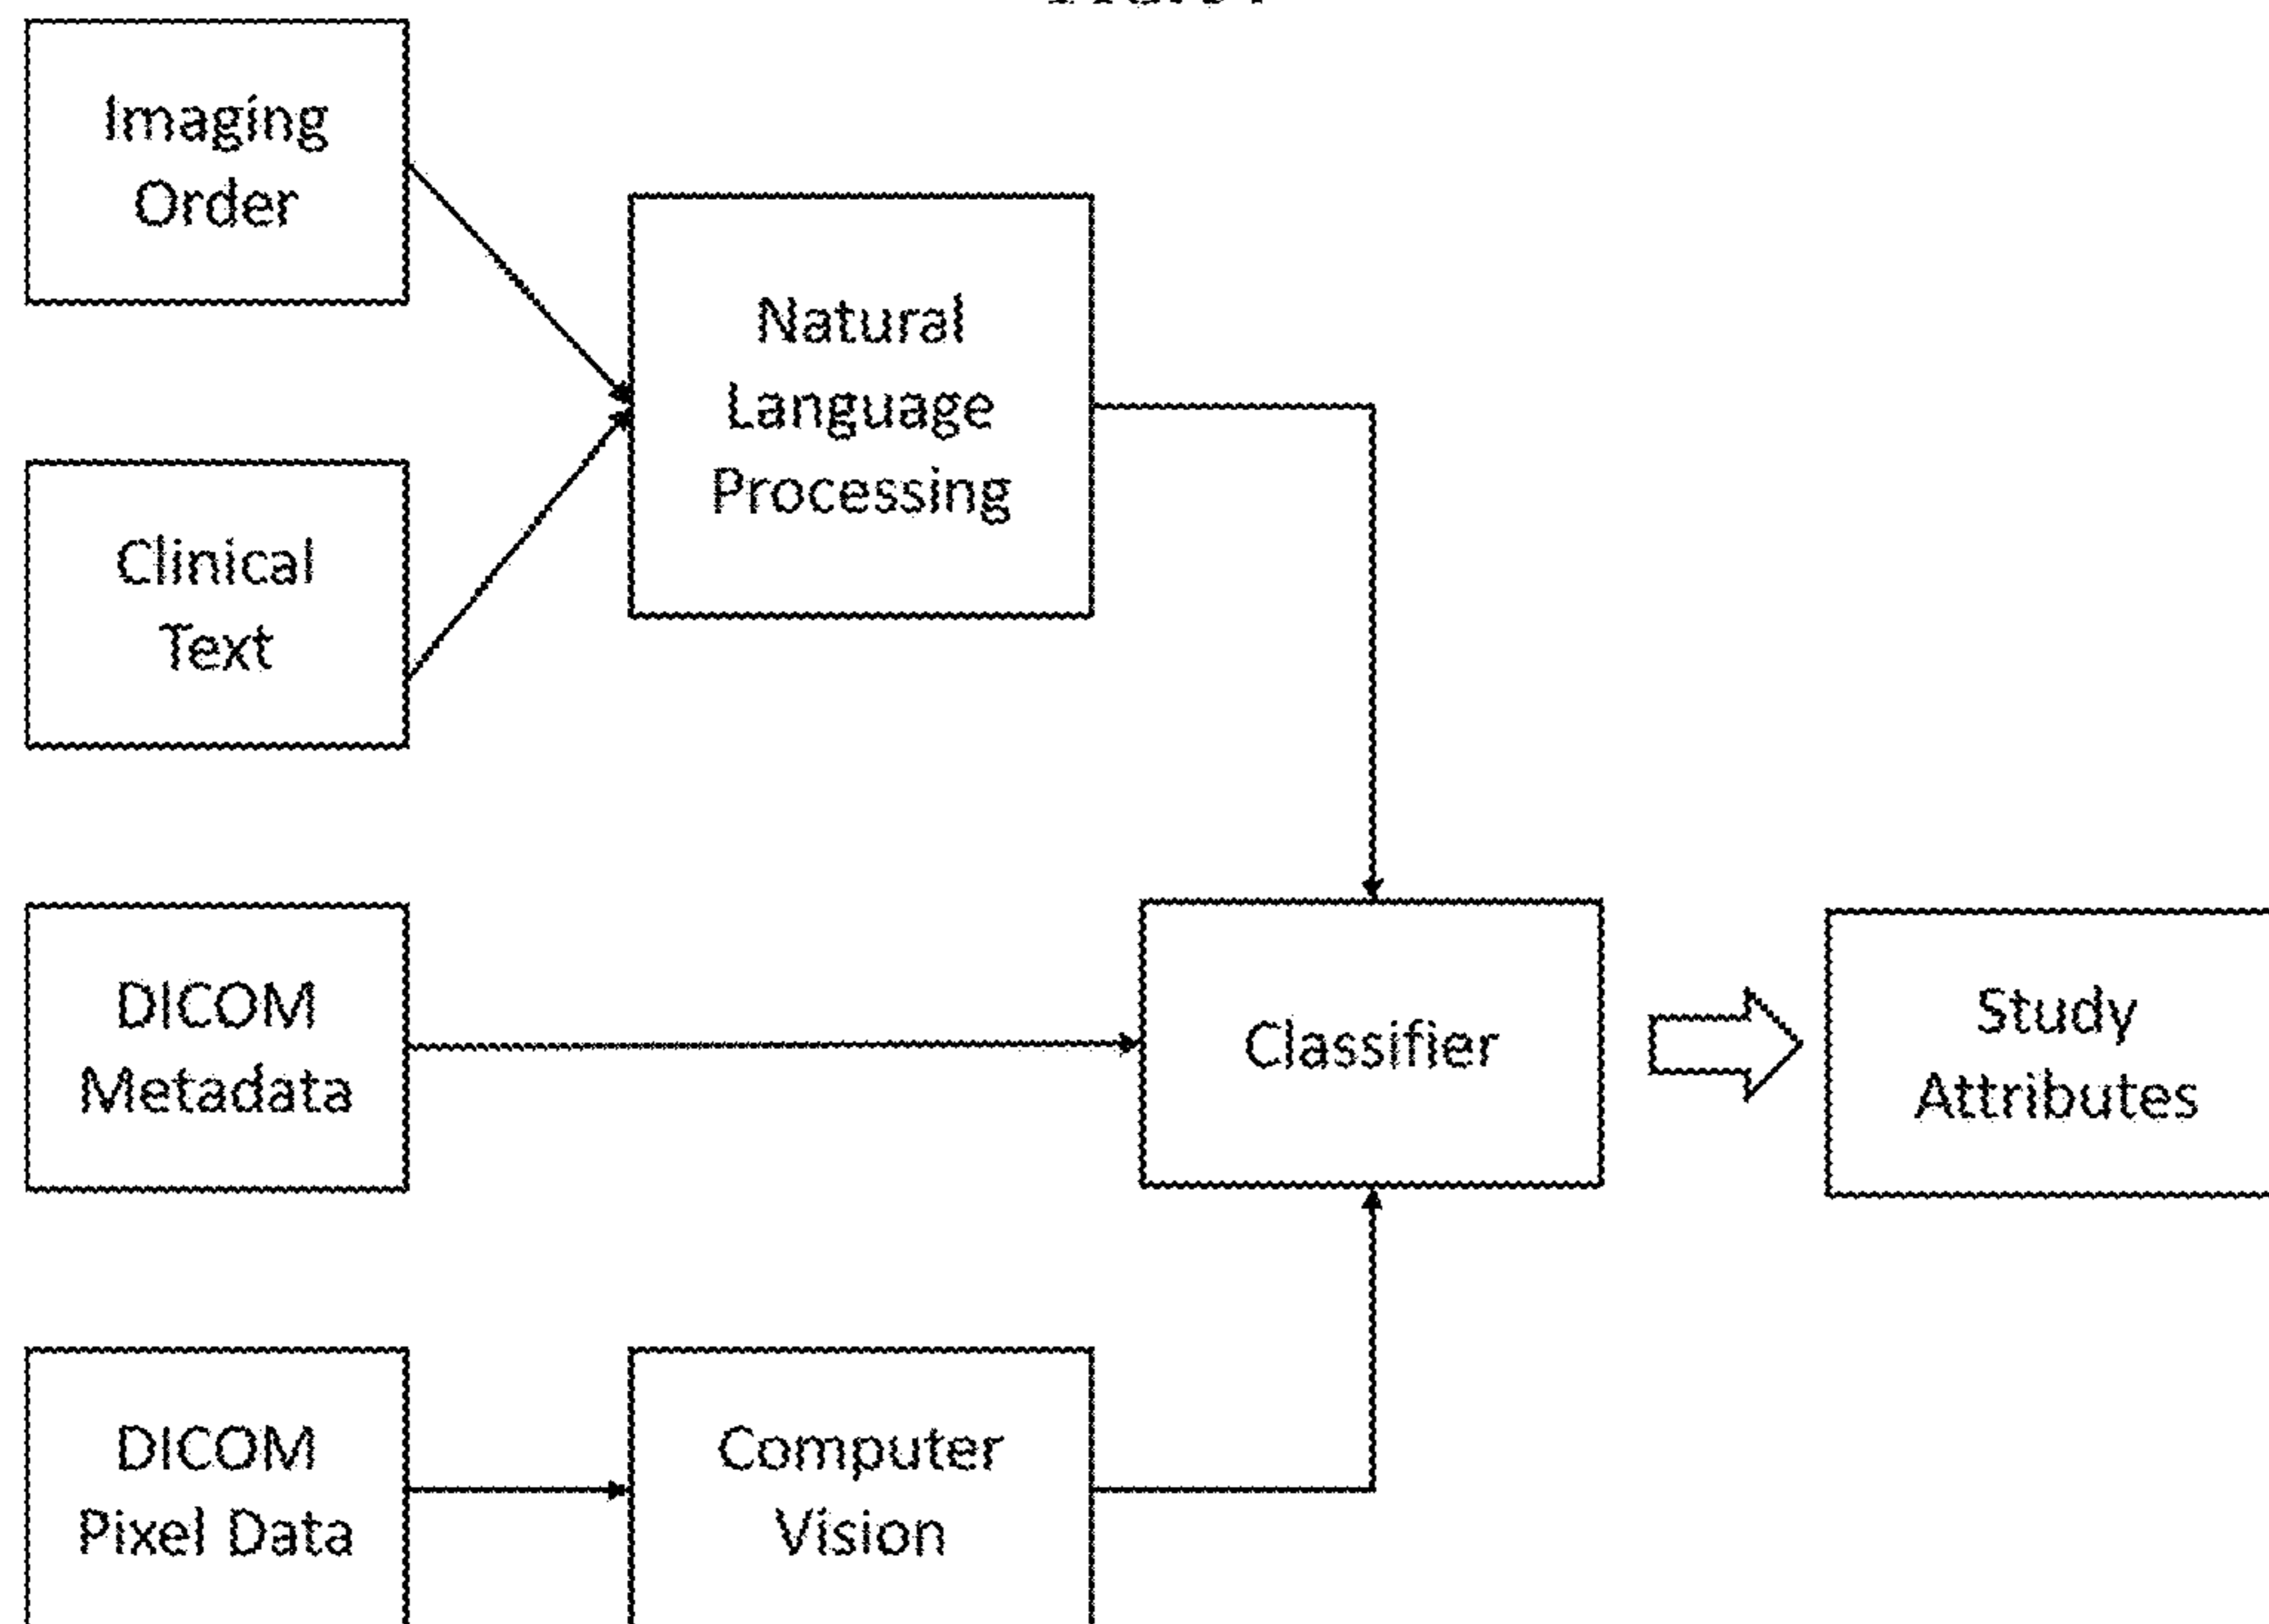 Imaging
Order
Natural
Language
Processing
Clinical
Text
DICOM
Metadata
Classifier
Study
Attributes
DICOM
Pixel Data
Computer
Vision